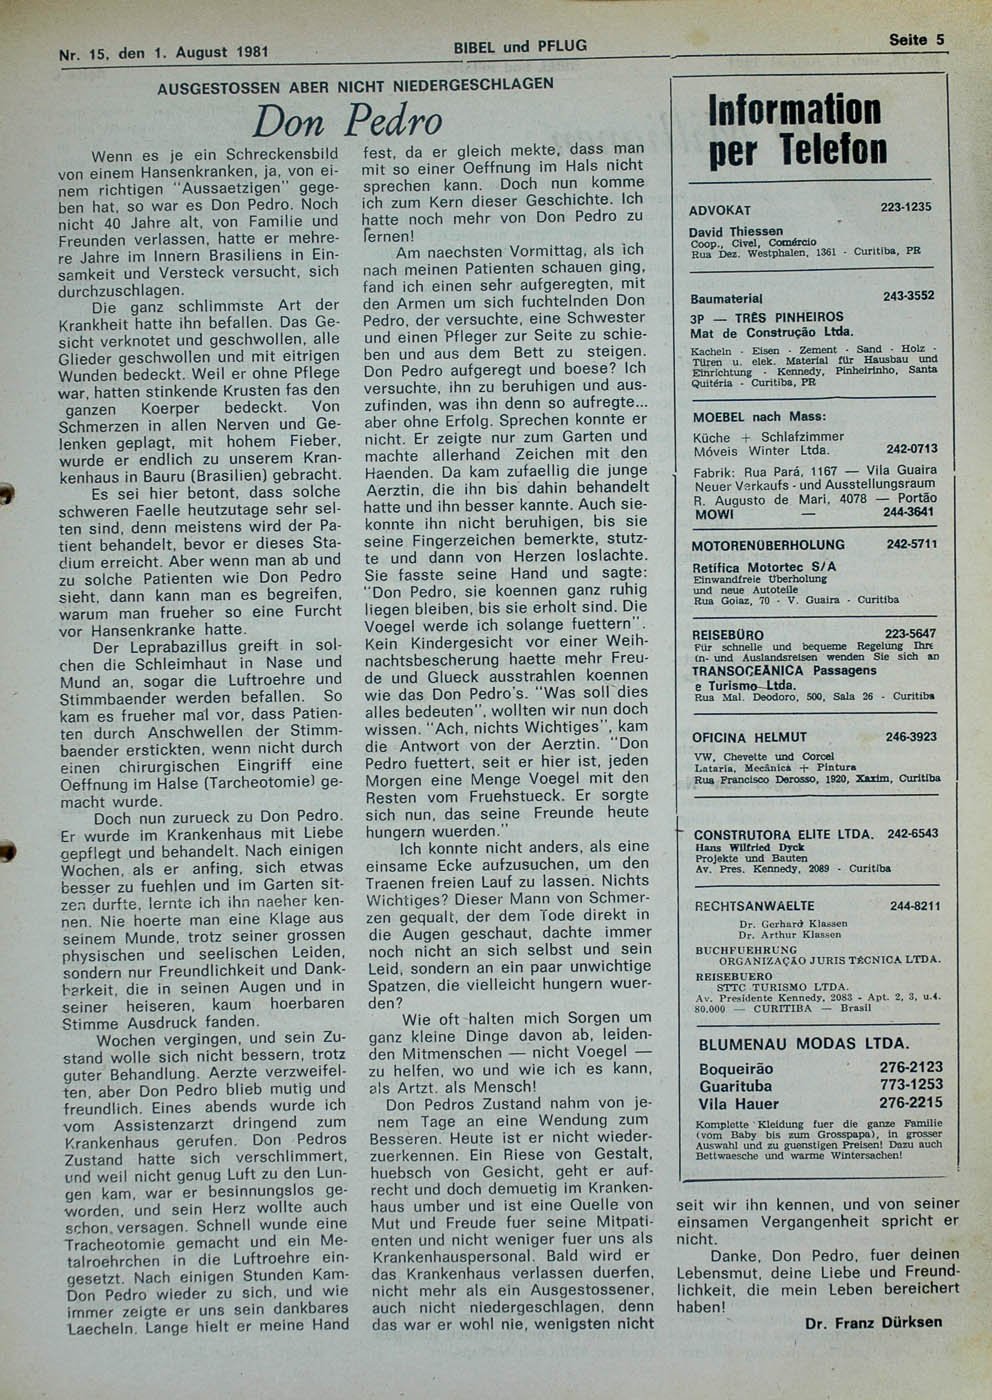 Nr. 15, den 1. August 1981
BIBEL und PFLUG
Seite 5
AUSGESTOSSEN ABER NICHT NIEDERGESCHLAGEN
Don Pedro
Wenn es je ein Schreckensbild
von einem Hansenkranken, ja, von ei-
nem richtigen "Aussaetzigen" gege-
ben hat, so war es Don Pedro. Noch
nicht 40 Jahre alt, von Familie und
Freunden verlassen, hatte er mehre-
re Jahre im Innern Brasiliens in Ein-
samkeit und Versteck versucht, sich
durchzuschlagen.
Die ganz schlimmste Art der
Krankheit hatte ihn befallen. Das Ge-
sicht verknotet und geschwollen, alle
Glieder geschwollen und mit eitrigen
Wunden bedeckt. Weil er ohne Pflege
war, hatten stinkende Krusten fas den
ganzen Koerper bedeckt. Von
Schmerzen in allen Nerven und Ge-
lenken geplagt, mit hohem Fieber,
wurde er endlich zu unserem Kran-
kenhaus in Bauru (Brasilien) gebracht.
Es sei hier betont, dass solche
schweren Faelle heutzutage sehr sel-
ten sind, denn meistens wird der Pa-
tient behandelt, bevor er dieses Sta-
dium erreicht. Aber wenn man ab und
zu solche Patienten wie Don Pedro
sieht, dann kann man es begreifen,
warum man frueher so eine Furcht
vor Hansenkranke hatte.
Der Leprabazillus greift in sol-
chen die Schleimhaut in Nase und
Mund an, sogar die Luftroehre und
Stimmbaender werden befallen. So
kam es frueher mal vor, dass Patien-
ten durch Anschwellen der Stimm-
baender erstickten, wenn nicht durch
einen chirurgischen Eingriff eine
Oeffnung im Halse (Tarcheotomie) ge-
macht wurde.
Doch nun zurueck zu Don Pedro.
Er wurde im Krankenhaus mit Liebe
gepflegt und behandelt. Nach einigen
Wochen, als er anfing, sich etwas
besser zu fuehlen und im Garten sit-
zen durfte, lernte ich ihn naeher ken-
nen. Nie hoerte man eine Klage aus
seinem Munde, trotz seiner grossen
physischen und seelischen Leiden,
sondern nur Freundlichkeit und Dank-
barkeit, die in seinen Augen und in
seiner heiseren, kaum hoerbaren
Stimme Ausdruck fanden.
Wochen vergingen, und sein Zu-
stand wolle sich nicht bessern, trotz
guter Behandlung. Aerzte verzweifel-
ten, aber Don Pedro blieb mutig und
freundlich. Eines abends wurde ich
vom Assistenzarzt dringend zum
Krankenhaus gerufen. Don Pedros
Zustand hatte sich verschlimmert,
und weil nicht genug Luft zu den Lun-
gen kam, war er besinnungslos ge-
worden, und sein Herz wollte auch
schon versagen. Schnell wunde eine
Tracheotomie gemacht und ein Me-
talroehrchen in die Luftroehre ein-
gesetzt. Nach einigen Stunden Kam-
Don Pedro wieder zu sich, und wie
immer zeigte er uns sein dankbares
Laecheln. Lange hielt er meine Hand
fest, da er gleich mekte, dass man
mit so einer Oeffnung im Hals nicht
sprechen kann. Doch nun komme
ich zum Kern dieser Geschichte. Ich
hatte noch mehr von Don Pedro zu
lernen!
Am naechsten Vormittag, als ich
nach meinen Patienten schauen ging,
fand ich einen sehr aufgeregten, mit
den Armen um sich fuchtelnden Don
Pedro, der versuchte, eine Schwester
und einen Pfleger zur Seite zu schie-
ben und aus dem Bett zu steigen.
Don Pedro aufgeregt und boese? Ich
versuchte, ihn zu beruhigen und aus-
zufinden, was ihn denn so aufregte...
aber ohne Erfolg. Sprechen konnte er
nicht. Er zeigte nur zum Garten und
machte allerhand Zeichen mit den
Haenden. Da kam zufaellig die junge
Aerztin, die ihn bis dahin behandelt
hatte und ihn besser kannte. Auch sie-
konnte ihn nicht beruhigen, bis sie
seine Fingerzeichen bemerkte, stutz-
te und dann von Herzen loslachte.
Sie fasste seine Hand und sagte:
"Don Pedro, sie koennen ganz ruhig
liegen bleiben, bis sie erholt sind. Die
Voegel werde ich solange fuettern".
Kein Kindergesicht vor einer Weih-
nachtsbescherung haette mehr Freu-
de und Glueck ausstrahlen koennen
wie das Don Pedro's. "Was soll dies
alles bedeuten", wollten wir nun doch
wissen. "Ach, nichts Wichtiges", kam
die Antwort von der Aerztin. "Don
Pedro fuettert, seit er hier ist, jeden
Morgen eine Menge Voegel mit den
Resten vom Fruehstueck. Er sorgte
sich nun, das seine Freunde heute
hungern wuerden."
Ich konnte nicht anders, als eine
einsame Ecke aufzusuchen, um den
Traenen freien Lauf zu lassen. Nichts
Wichtiges? Dieser Mann von Schmer-
zen gequalt, der dem Tode direkt in
die Augen geschaut, dachte immer
noch nicht an sich selbst und sein
Leid, sondern an ein paar unwichtige
Spatzen, die vielleicht hungern wuer-
den?
Wie oft halten mich Sorgen um
ganz kleine Dinge davon ab, leiden-
den Mitmenschen — nicht Voegel —
zu helfen, wo und wie ich es kann,
als Artzt, als Mensch!
Don Pedros Zustand nahm von je-
nem Tage an eine Wendung zum
Besseren. Heute ist er nicht wieder-
zuerkennen. Ein Riese von Gestalt,
huebsch von Gesicht, geht er auf-
recht und doch demuetig im Kranken-
haus umber und ist eine Quelle von
Mut und Freude fuer seine Mitpati-
enten und nicht weniger fuer uns als
Krankenhauspersonal. Bald wird er
das Krankenhaus verlassen duerfen,
nicht mehr als ein Ausgestossener,
auch nicht niedergeschlagen, denn
das war er wohl nie, wenigsten nicht
seit wir ihn kennen, und von seiner
einsamen Vergangenheit spricht er
nicht.
Danke, Don Pedro, fuer deinen
Lebensmut, deine Liebe und Freund-
lichkeit, die mein Leben bereichert
haben!
Dr. Franz Dürksen
Information
per Telefon
ADVOKAT 223-1235
David Thiessen
Coop., Civel, Comércio
Rua Dez. Westphalen, 1361 - Curitiba, PR
Baumaterial 243-3552
3P — TRÊS PINHEIROS
Mat de Construção Ltda.
Kacheln - Eisen - Zement - Sand - Holz -
Türen u. elek. Material für Hausbau und
Einrichtung - Kennedy, Pinheirinho, Santa
Quitéria - Curitiba, PR
MOEBEL nach Mass:
Küche + Schlafzimmer
Móveis Winter Ltda. 242-0713
Fabrik: Rua Pará, 1167 — Vila Guaira
Neuer Verkaufs - und Ausstellungsraum
R. Augusto de Mari, 4078 — Portão
MOWI — 244-3641
MOTORENÜBERHOLUNG 242-5711
Retífica Motortec S/A
Einwandfreie Überholung
und neue Autoteile
Rua Goiaz, 70 - V. Guaira - Curitiba
REISEBÜRO 223-5647
Für schnelle und bequeme Regelung Ihre
In- und Auslandsreisen wenden Sie sich an
TRANSOCEÂNICA Passagens
e Turismo Ltda.
Rua Mal. Deodoro, 500, Sala 26 - Curitiba
OFICINA HELMUT 246-3923
VW, Chevette und Corcel
Lataria, Mecânica + Pintura
Rua Francisco Derosso, 1920, Xaxim, Curitiba
CONSTRUTORA ELITE LTDA. 242-6543
Hans Wilfried Dyck
Projekte und Bauten
Av. Pres. Kennedy, 2089 - Curitiba
RECHTSANWAELTE 244-8211
Dr. Gerhard Klassen
Dr. Arthur Klassen
BUCHFUEHRUNG
ORGANIZAÇÃO JURIS TÉCNICA LTDA.
REISEBUERO
STTC TURISMO LTDA.
Av. Presidente Kennedy, 2083 - Apt. 2, 3, u.4.
80.000 — CURITIBA — Brasil
BLUMENAU MODAS LTDA.
Boqueirão 276-2123
Guarituba 773-1253
Vila Hauer 276-2215
Komplette Kleidung fuer die ganze Familie
(vom Baby bis zum Grosspapa), in grosser
Auswahl und zu guenstigen Preisen! Dazu auch
Bettwaesche und warme Wintersachen!